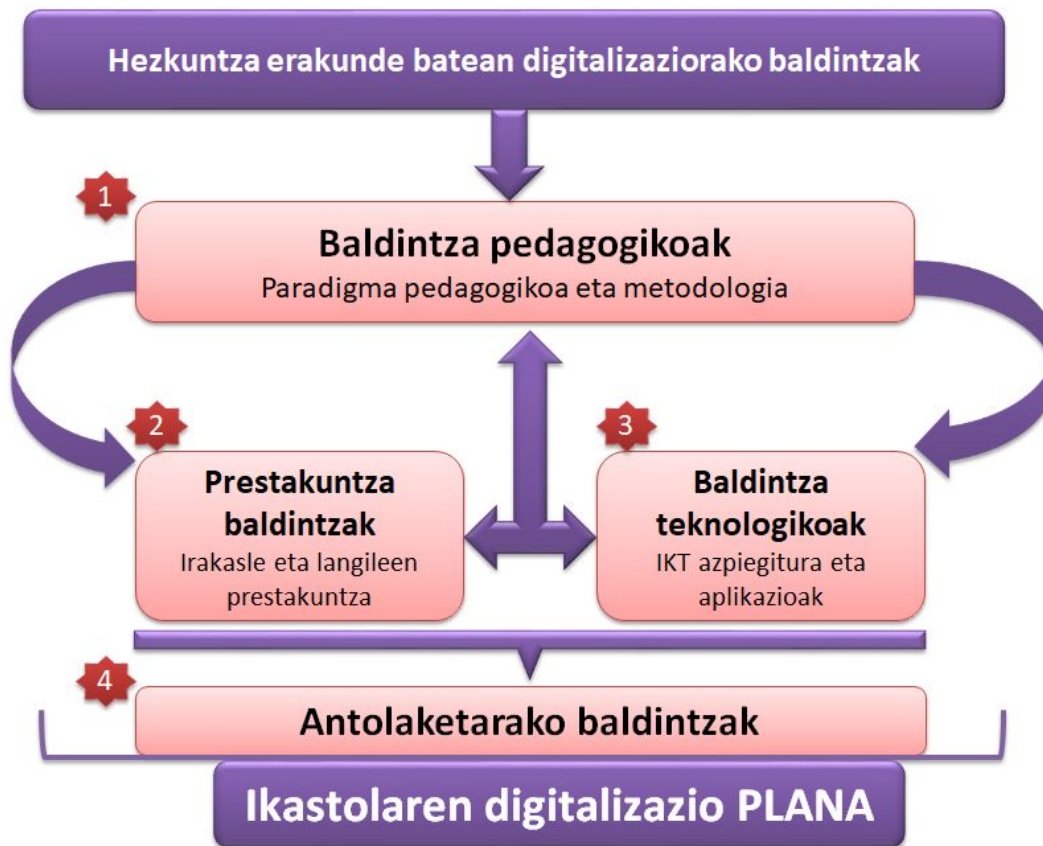 Hezkuntza erakunde batean digitalizaziorako baldintzak
1
Baldintza pedagogikoak
Paradigma pedagogikoa eta metodologia
2
Prestakuntza
baldintzak
Irakasle eta langileen
prestakuntza
3
Baldintza
teknologikoak
IKT azpiegitura eta
aplikazioak
4
Antolaketarako baldintzak
Ikastolaren digitalizazio PLANA